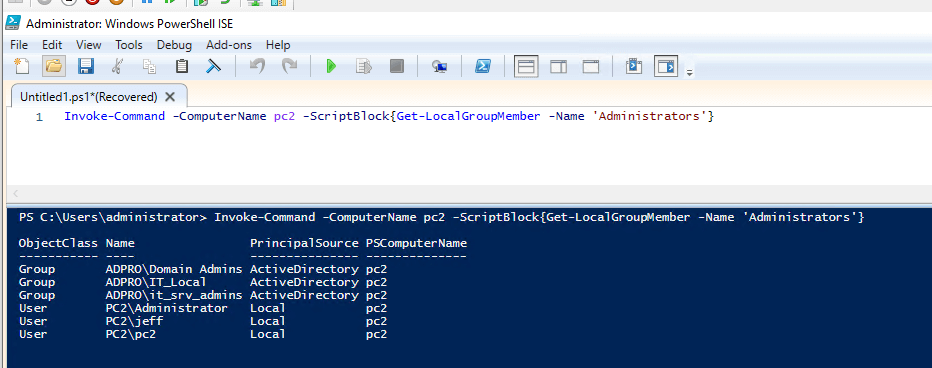 Administrator: Windows PowerShell ISE
File Edit View Tools Debug Add-ons Help
Untitled1.ps1*(Recovered) X
1 Invoke-Command -ComputerName pc2 -ScriptBlock{Get-LocalGroupMember -Name 'Administrators'}
PS C:\Users\administrator> Invoke-Command -ComputerName pc2 -ScriptBlock{Get-LocalGroupMember -Name 'Administrators'}
ObjectClass Name PrincipalSource PSComputerName
----------- ---- --------------- --------------
Group ADPRO\Domain Admins ActiveDirectory pc2
Group ADPRO\IT_Local ActiveDirectory pc2
Group ADPRO\it_srv_admins ActiveDirectory pc2
User PC2\Administrator Local pc2
User PC2\jeff Local pc2
User PC2\pc2 Local pc2